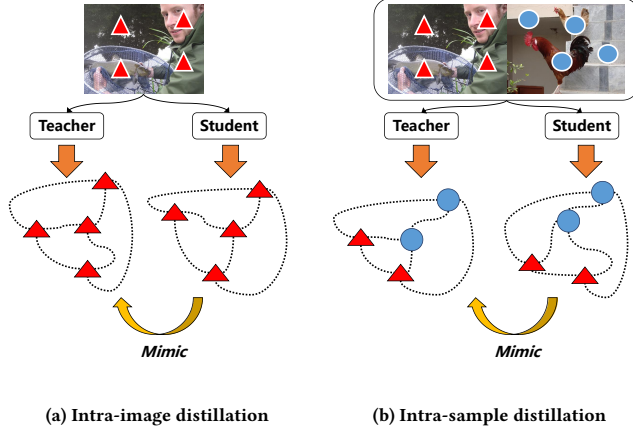 Teacher
Student
Mimic
(a) Intra-image distillation
Teacher
Student
Mimic
(b) Intra-sample distillation